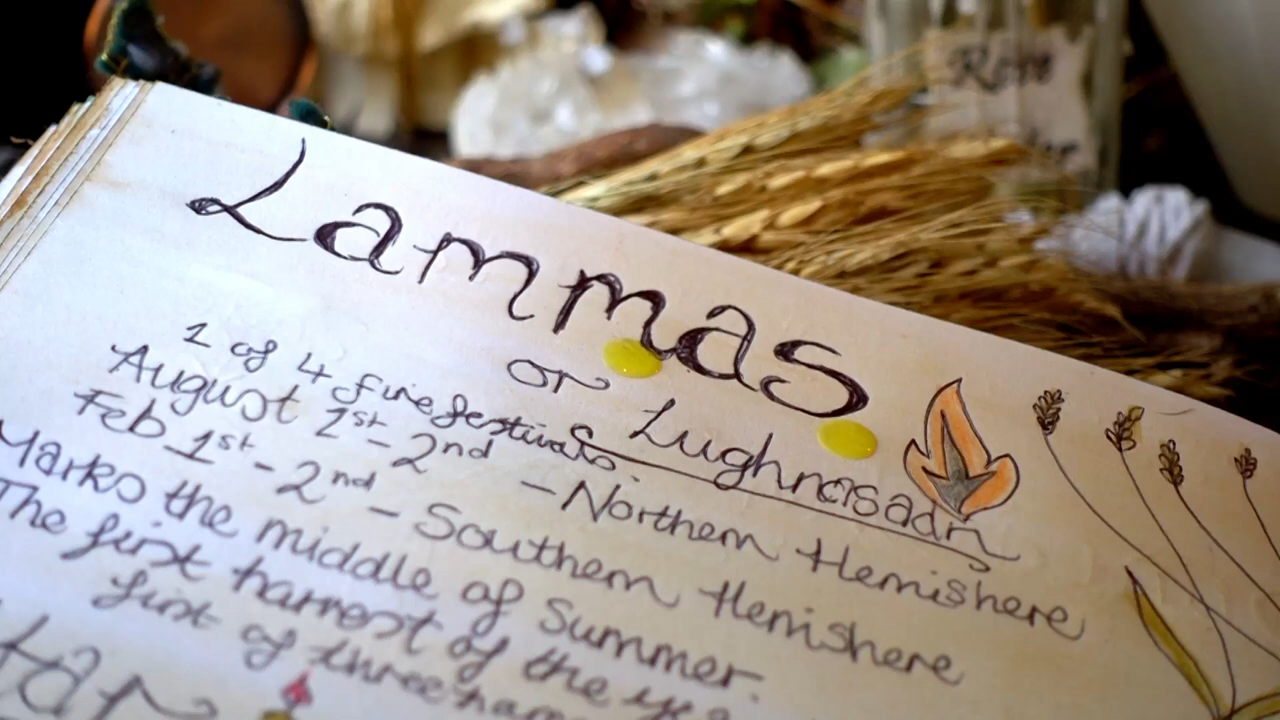 Lammas
or Lughnasadh
1 of 4 fire festivals.
August 1st - 2nd - Northern Hemishere
Feb 1st - 2nd - Southern Hemishere
Marks the middle of Summer.
The first harvest of the
first of three